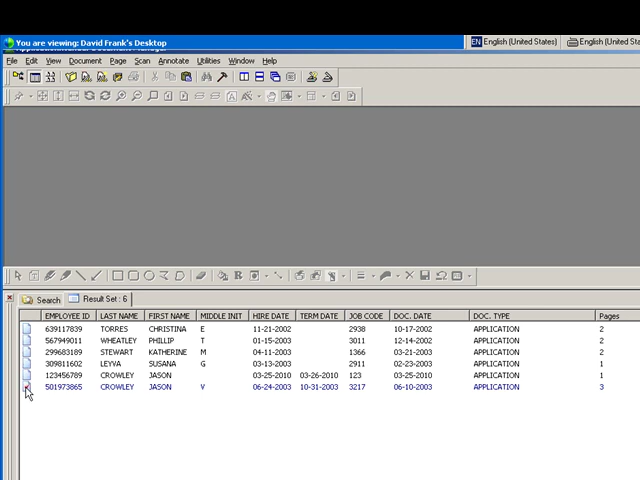 You are viewing: David Frank's Desktop
EN English (United States) English (United States)
File Edit View Document Page Scan Annotate Utilities Window Help
Search Result Set : 6
EMPLOYEE ID LAST NAME FIRST NAME MIDDLE INIT HIRE DATE TERM DATE JOB CODE DOC. DATE DOC. TYPE Pages
639117839 TORRES CHRISTINA E 11-21-2002 2938 10-17-2002 APPLICATION 2
567949011 WHEATLEY PHILLIP T 01-15-2003 3011 12-14-2002 APPLICATION 2
299683189 STEWART KATHERINE M 04-11-2003 1366 03-21-2003 APPLICATION 2
309811602 LEYVA SUSANA G 03-13-2003 2911 02-23-2003 APPLICATION 1
123456789 CROWLEY JASON 03-25-2010 03-26-2010 123 03-25-2010 APPLICATION 1
501973865 CROWLEY JASON V 06-24-2003 10-31-2003 3217 06-10-2003 APPLICATION 3